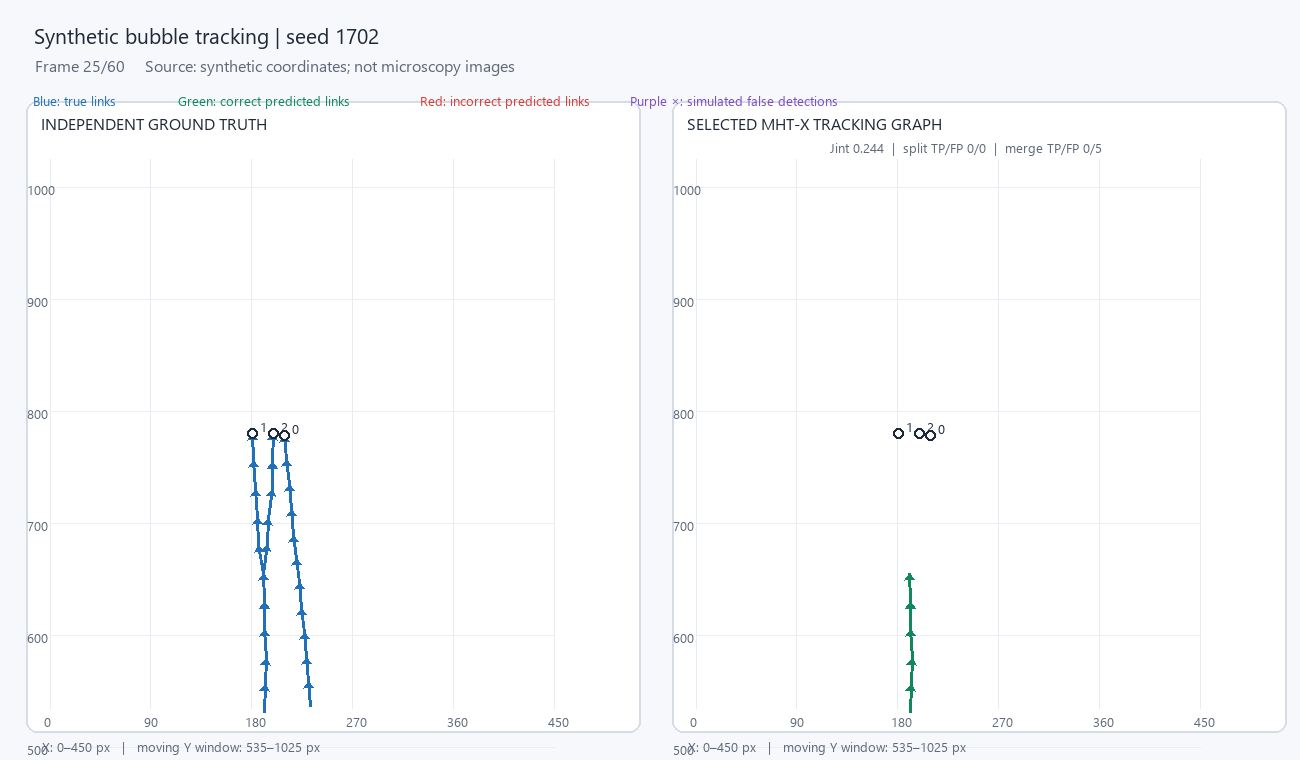 Synthetic bubble tracking | seed 1702
Frame 25/60 Source: synthetic coordinates; not microscopy images
Blue: true links Green: correct predicted links Red: incorrect predicted links Purple ×: simulated false detections
INDEPENDENT GROUND TRUTH
1000
900
800
1 2 0
700
600
0 90 180 270 360 450
500
X: 0–450 px | moving Y window: 535–1025 px
SELECTED MHT-X TRACKING GRAPH
Jint 0.244 | split TP/FP 0/0 | merge TP/FP 0/5
1000
900
800
1 2 0
700
600
0 90 180 270 360 450
500
X: 0–450 px | moving Y window: 535–1025 px